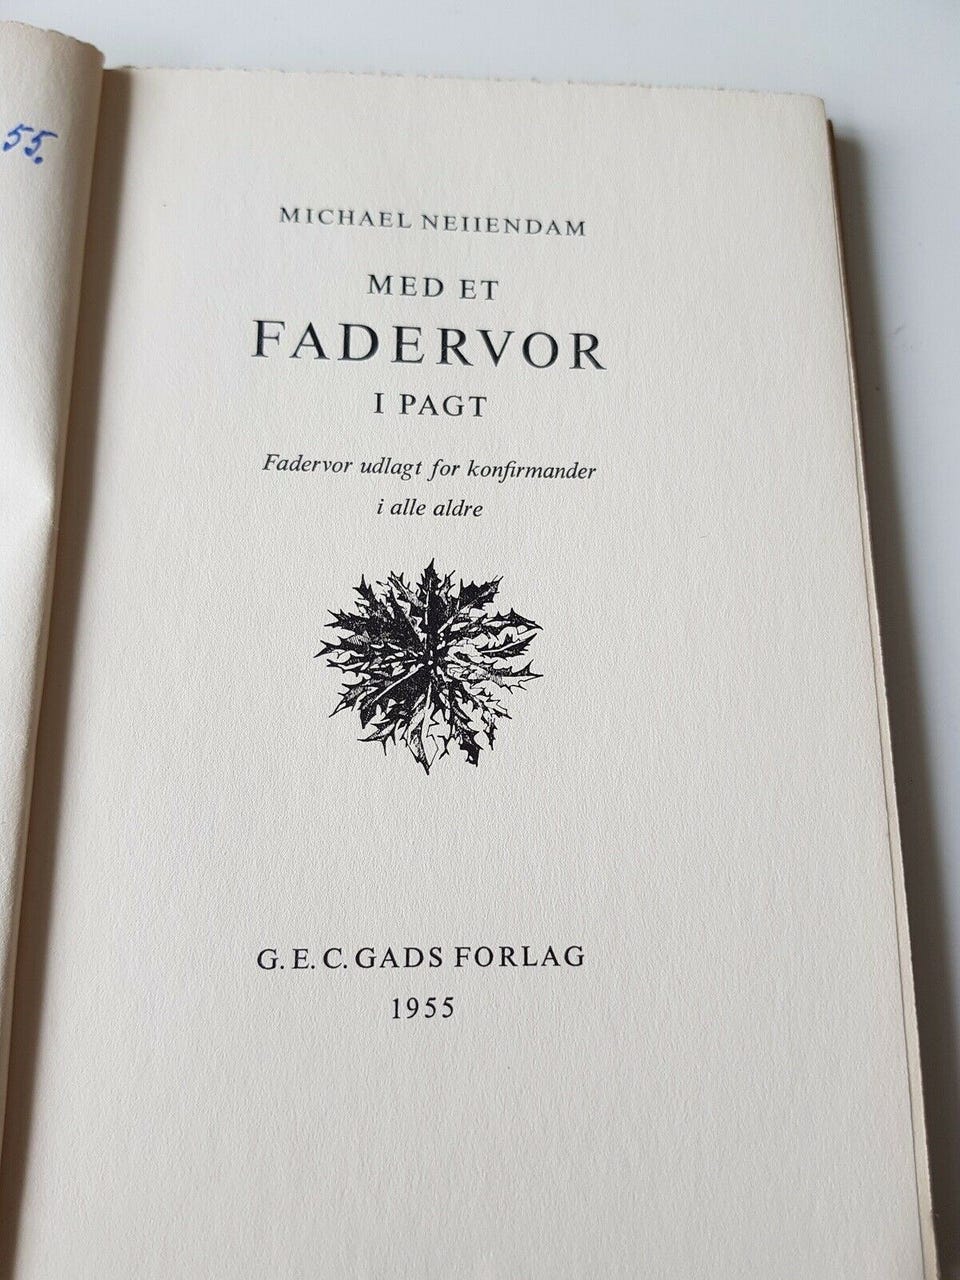 55.
MICHAEL NEIIENDAM
MED ET
FADERVOR
I PAGT
Fadervor udlagt for konfirmander
i alle aldre
G. E. C. GADS FORLAG
1955